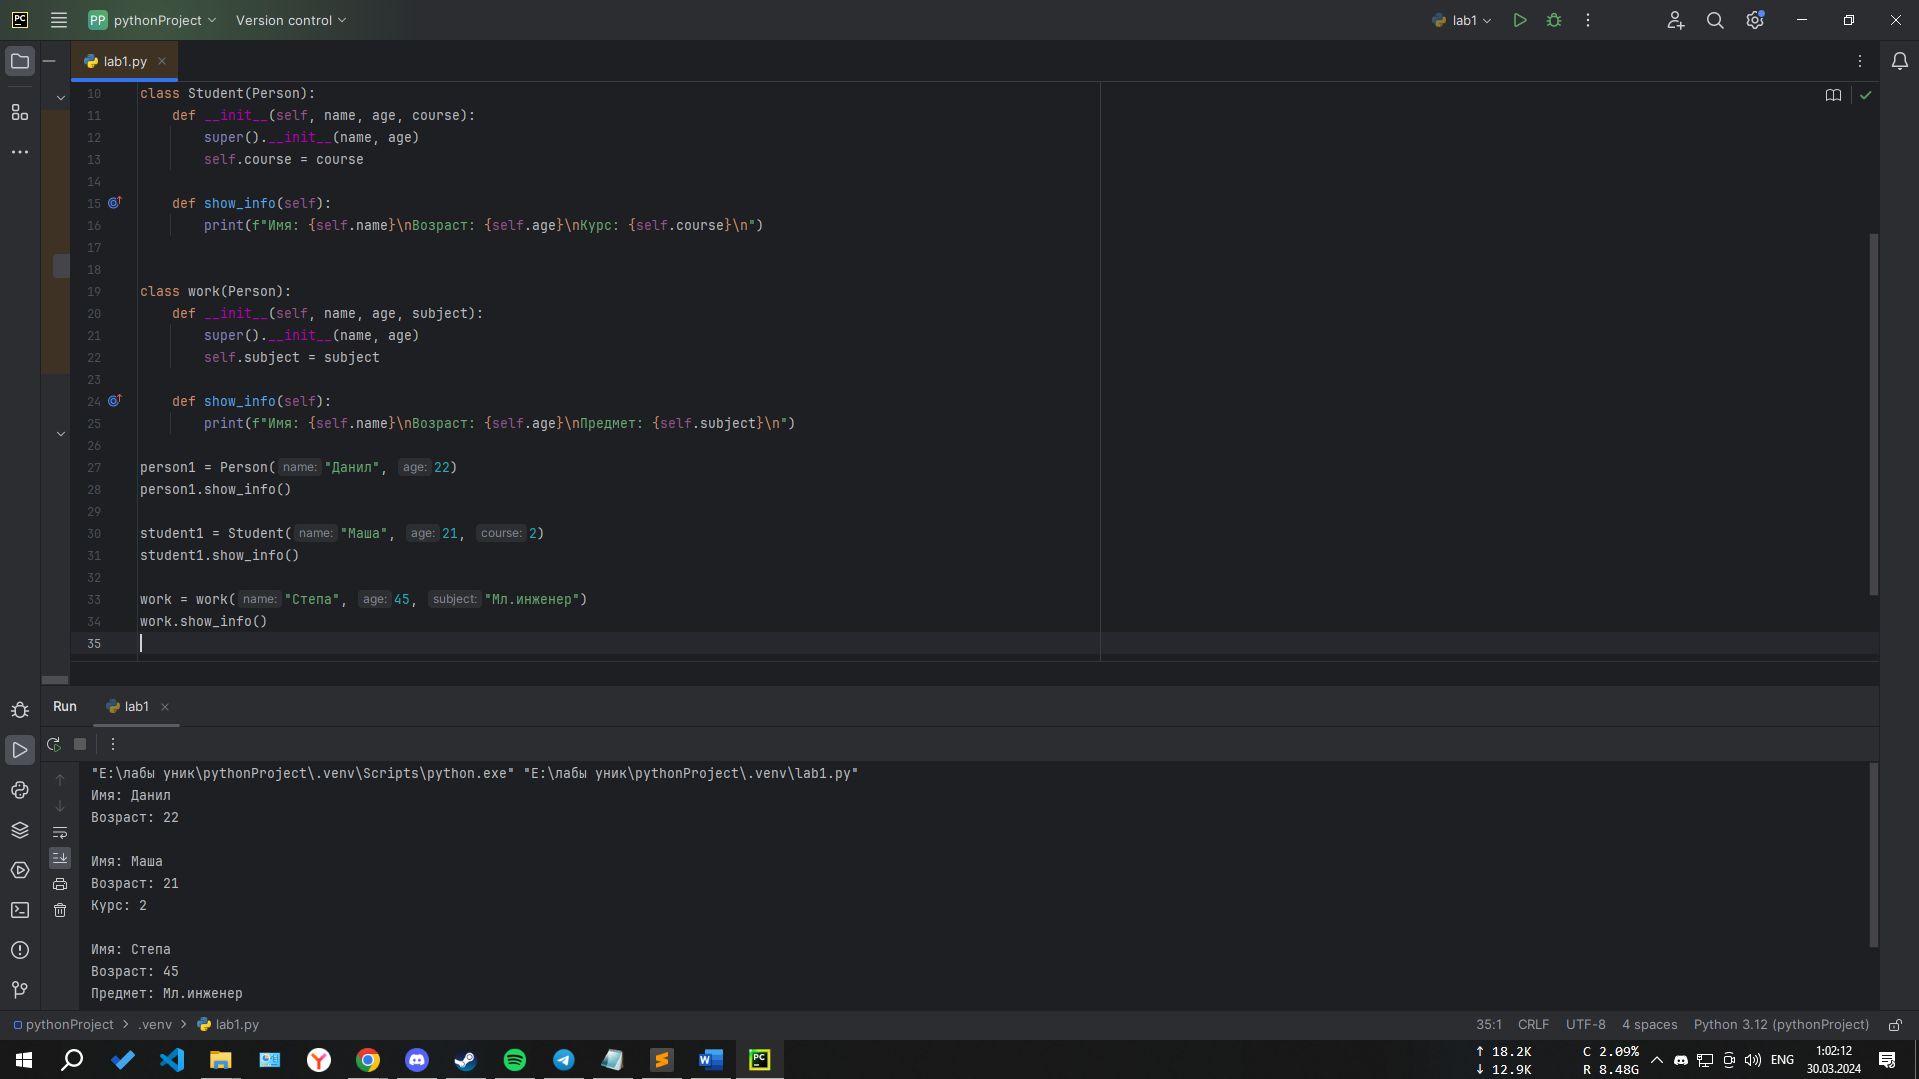 PC PP pythonProject Version control lab1
lab1.py
10 class Student(Person):
11     def __init__(self, name, age, course):
12         super().__init__(name, age)
13         self.course = course
14
15     def show_info(self):
16         print(f"Имя: {self.name}\nВозраст: {self.age}\nКурс: {self.course}\n")
17
18
19 class work(Person):
20     def __init__(self, name, age, subject):
21         super().__init__(name, age)
22         self.subject = subject
23
24     def show_info(self):
25         print(f"Имя: {self.name}\nВозраст: {self.age}\nПредмет: {self.subject}\n")
26
27 person1 = Person( name: "Данил", age: 22)
28 person1.show_info()
29
30 student1 = Student( name: "Маша", age: 21, course: 2)
31 student1.show_info()
32
33 work = work( name: "Степа", age: 45, subject: "Мл.инженер")
34 work.show_info()
35
Run lab1
"E:\лабы уник\pythonProject\.venv\Scripts\python.exe" "E:\лабы уник\pythonProject\.venv\lab1.py"
Имя: Данил
Возраст: 22
Имя: Маша
Возраст: 21
Курс: 2
Имя: Степа
Возраст: 45
Предмет: Мл.инженер
pythonProject > .venv > lab1.py 35:1 CRLF UTF-8 4 spaces Python 3.12 (pythonProject)
↑ 18.2K C 2.09% 1:02:12
↓ 12.9K R 8.48G ENG 30.03.2024